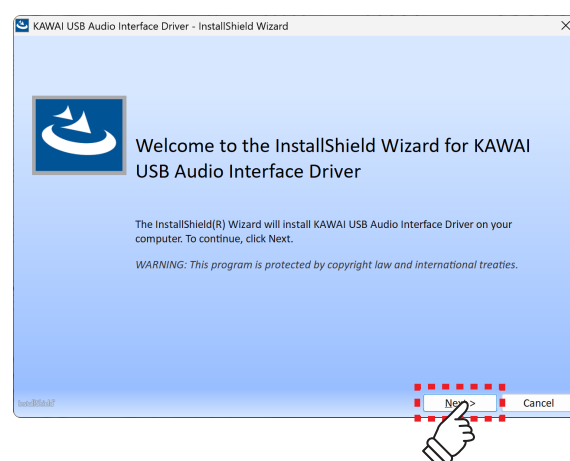 KAWAI USB Audio Interface Driver - InstallShield Wizard
Welcome to the InstallShield Wizard for KAWAI
USB Audio Interface Driver
The InstallShield(R) Wizard will install KAWAI USB Audio Interface Driver on your
computer. To continue, click Next.
WARNING: This program is protected by copyright law and international treaties.
InstallShield
Next > Cancel